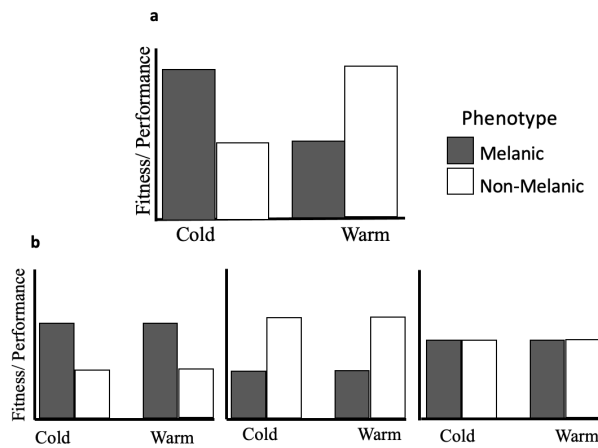 a
Fitness/ Performance
Cold
Warm
Phenotype
Melanic
Non-Melanic
b
Fitness/ Performance
Cold
Warm
Cold
Warm
Cold
Warm